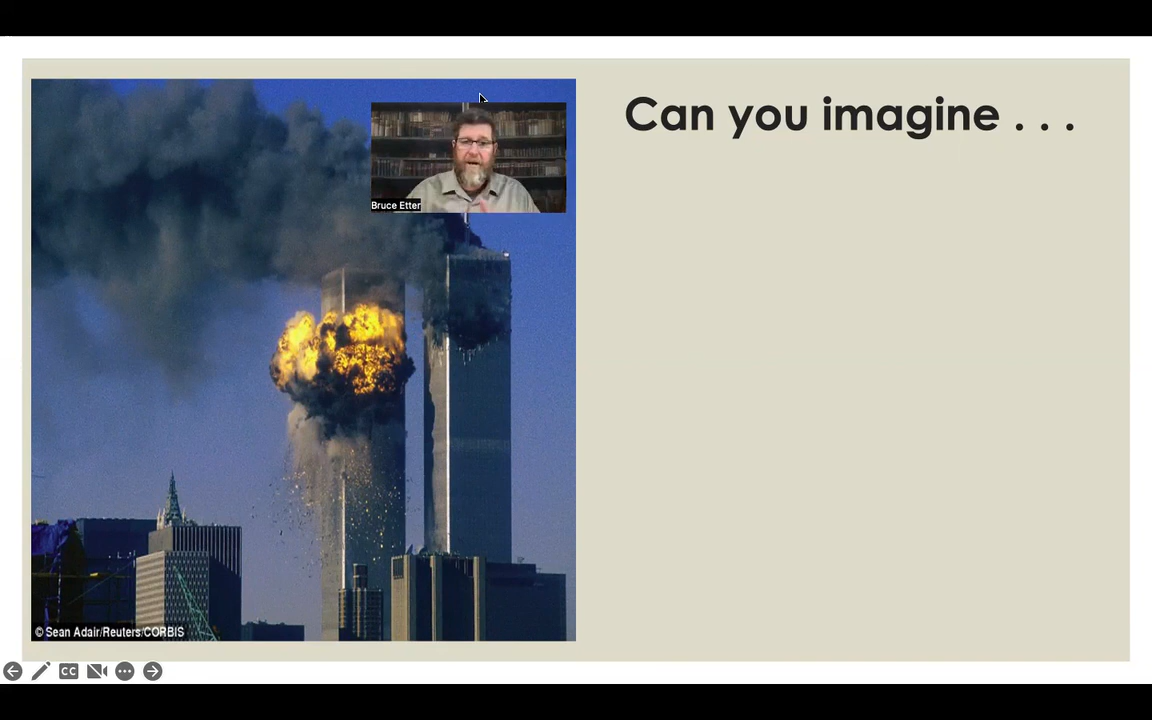 Can you imagine . . .
Bruce Etter
© Sean Adair/Reuters/CORBIS
CC